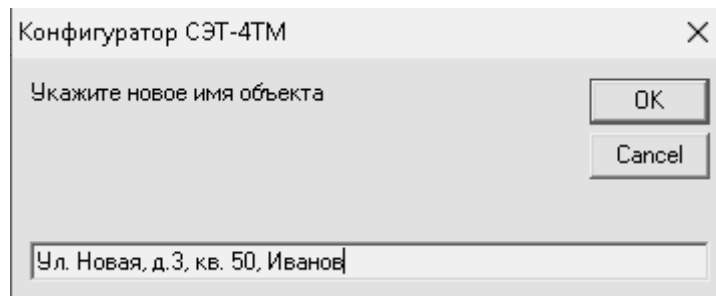 Конфигуратор СЭТ-4ТМ
Укажите новое имя объекта
OK
Cancel
Ул. Новая, д.3, кв. 50, Иванов